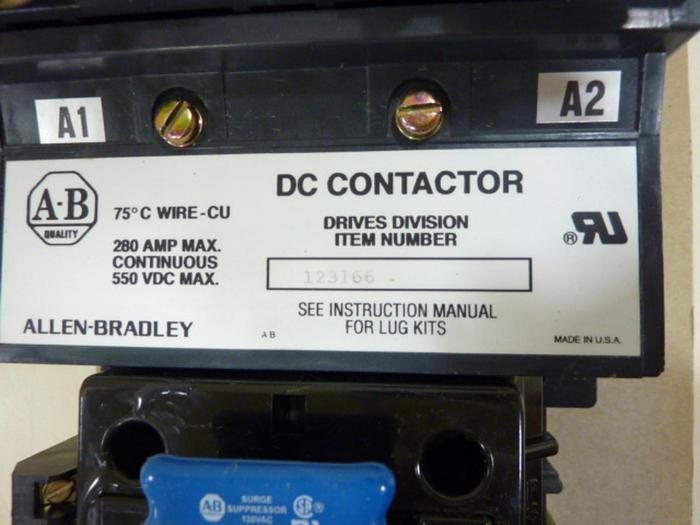 A1
A2
A-B
QUALITY
75°C WIRE-CU
280 AMP MAX.
CONTINUOUS
550 VDC MAX.
ALLEN-BRADLEY
DC CONTACTOR
DRIVES DIVISION
ITEM NUMBER
123166 -
SEE INSTRUCTION MANUAL
FOR LUG KITS
AB
®
MADE IN U.S.A.
AB
SURGE
SUPPRESSOR
120VAC